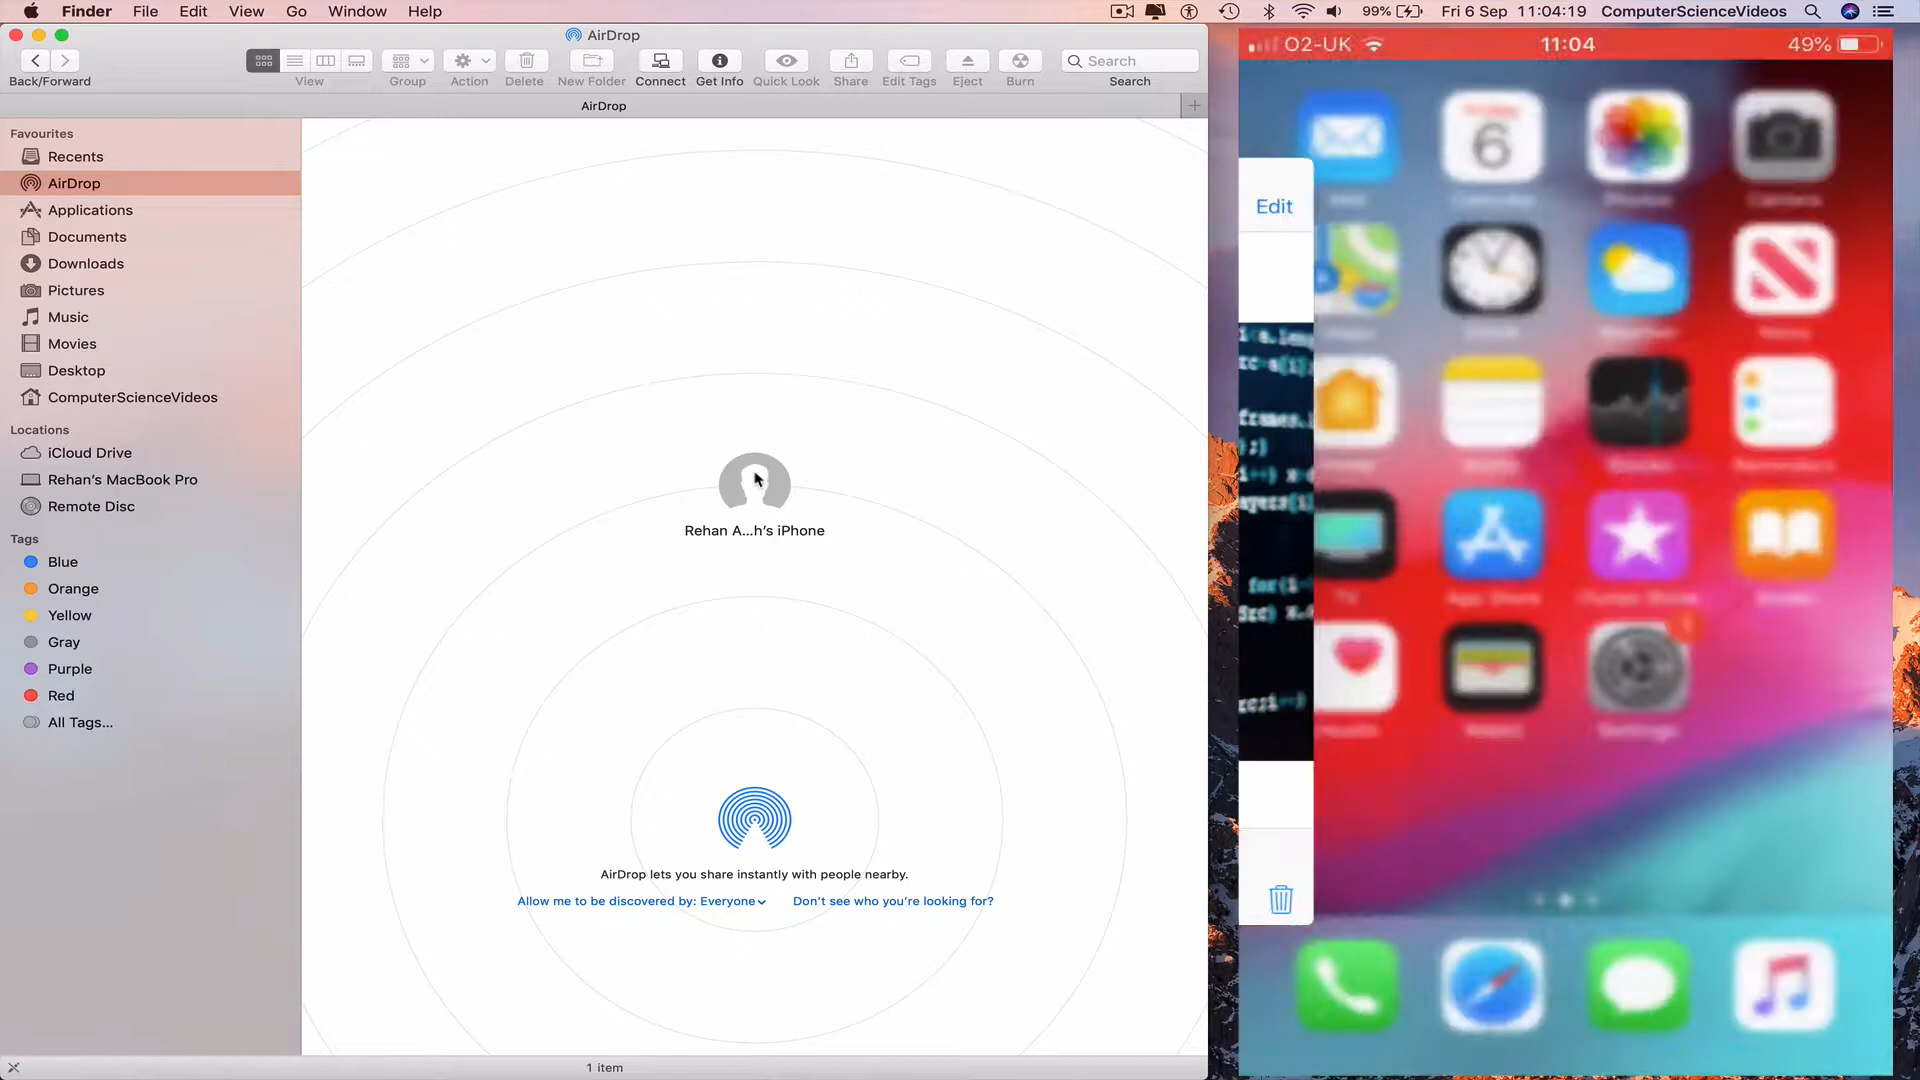 Finder File Edit View Go Window Help
99% Fri 6 Sep 11:04:19 ComputerScienceVideos
AirDrop
Back/Forward View Group Action Delete New Folder Connect Get Info Quick Look Share Edit Tags Eject Burn Search
Search
AirDrop
Favourites
Recents
AirDrop
Applications
Documents
Downloads
Pictures
Music
Movies
Desktop
ComputerScienceVideos
Locations
iCloud Drive
Rehan's MacBook Pro
Remote Disc
Tags
Blue
Orange
Yellow
Gray
Purple
Red
All Tags...
Rehan A...h's iPhone
AirDrop lets you share instantly with people nearby.
Allow me to be discovered by: Everyone
Don't see who you're looking for?
1 item
O2-UK 11:04 49%
6
Edit